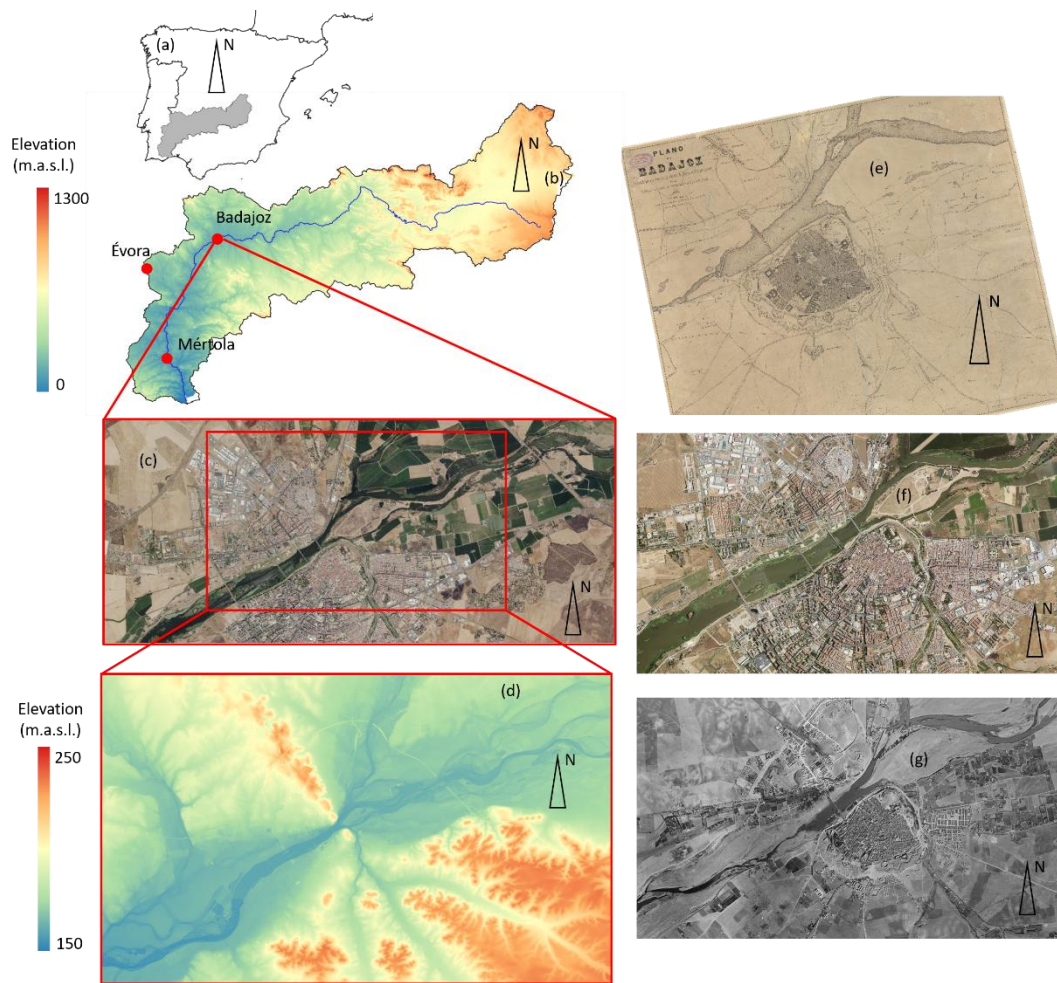 (a)
N
Elevation
(m.a.s.l.)
1300
0
N
(b)
Badajoz
Évora
Mértola
PLANO
BADAJOZ
(e)
N
(c)
N
(f)
N
Elevation
(m.a.s.l.)
250
150
(d)
N
(g)
N